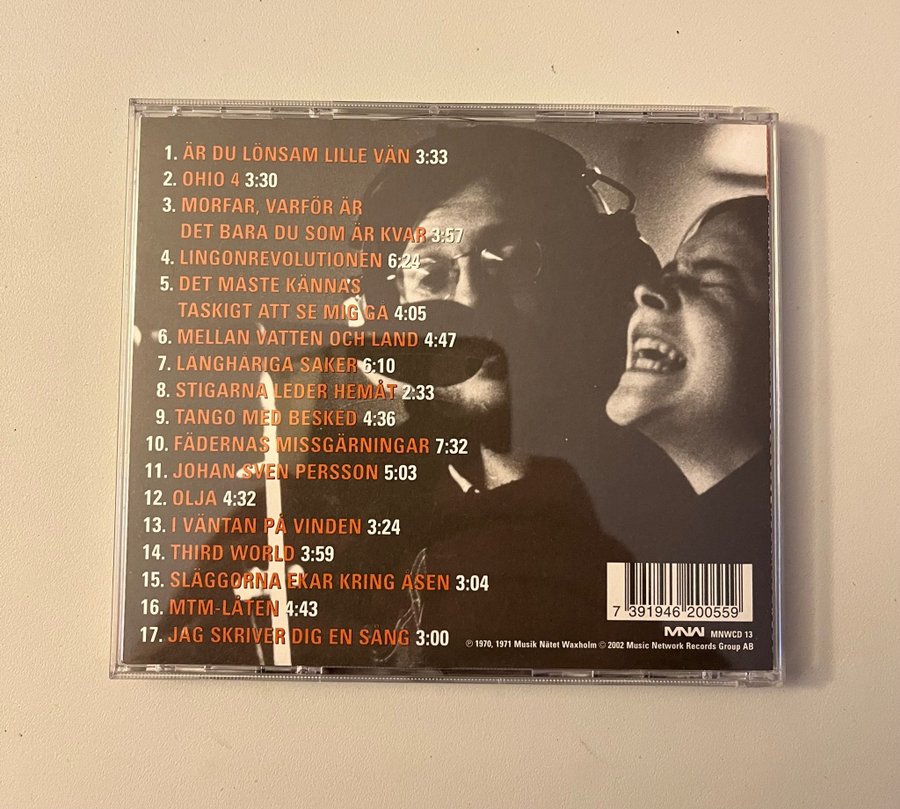 1. ÄR DU LÖNSAM LILLE VÄN 3:33
2. OHIO 4 3:30
3. MORFAR, VARFÖR ÄR
DET BARA DU SOM ÄR KVAR 3:57
4. LINGONREVOLUTIONEN 6:24
5. DET MÅSTE KÄNNAS
TASKIGT ATT SE MIG GÅ 4:05
6. MELLAN VATTEN OCH LAND 4:47
7. LÅNGHÅRIGA SAKER 6:10
8. STIGARNA LEDER HEMÅT 2:33
9. TANGO MED BESKED 4:36
10. FÄDERNAS MISSGÄRNINGAR 7:32
11. JOHAN SVEN PERSSON 5:03
12. OLJA 4:32
13. I VÄNTAN PÅ VINDEN 3:24
14. THIRD WORLD 3:59
15. SLÄGGORNA EKAR KRING ÅSEN 3:04
16. MTM-LÅTEN 4:43
17. JAG SKRIVER DIG EN SÅNG 3:00
7 391946 200559
MNW MNWCD 13
℗ 1970, 1971 Musik Nätet Waxholm © 2002 Music Network Records Group AB